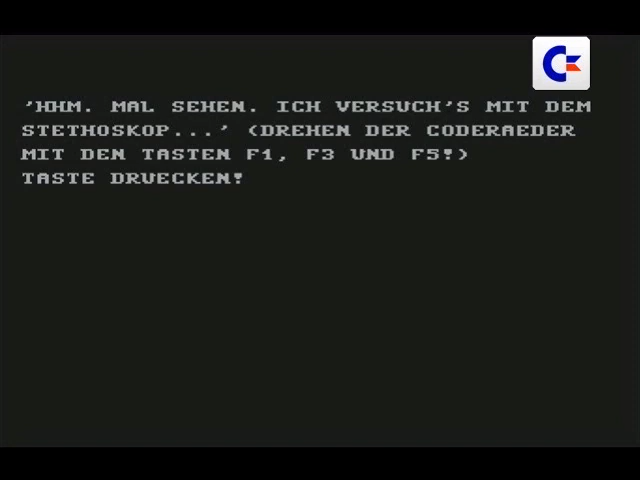 'HHM. MAL SEHEN. ICH VERSUCH'S MIT DEM
STETHOSKOP...' (DREHEN DER CODERAEDER
MIT DEN TASTEN F1, F3 UND F5!)
TASTE DRUECKEN!